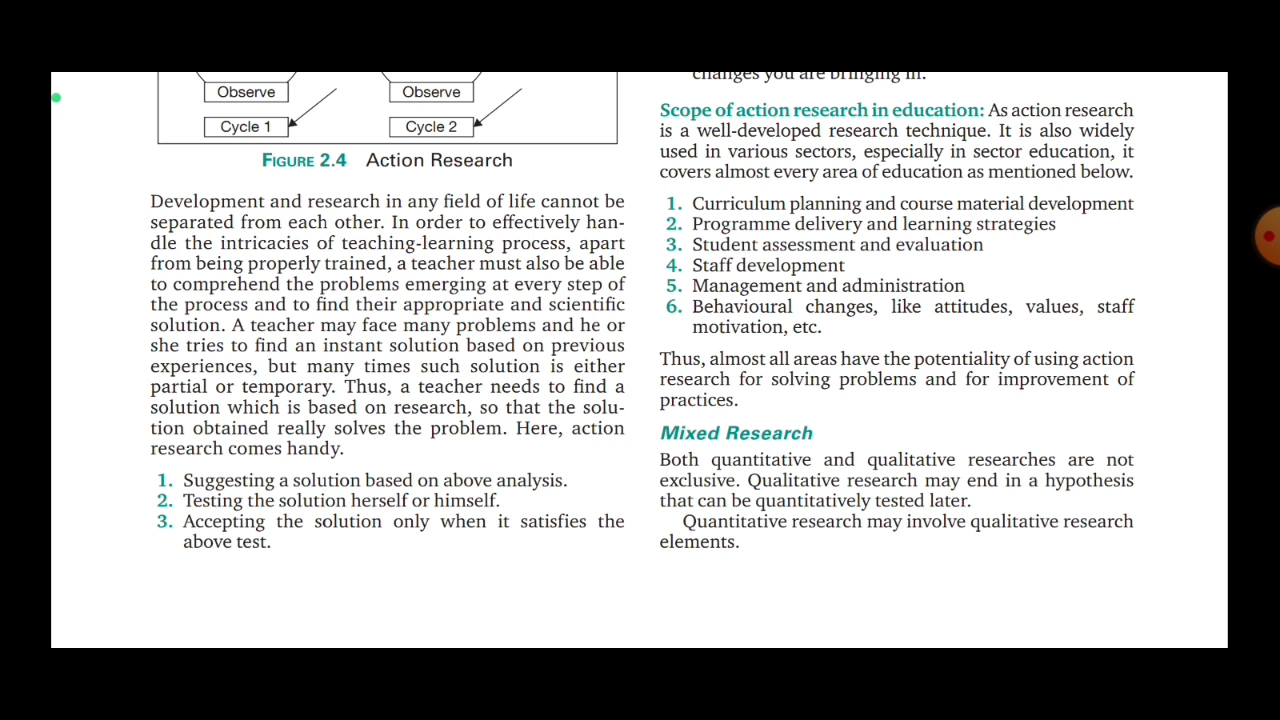 Observe
Observe
Cycle 1
Cycle 2
FIGURE 2.4 Action Research
Development and research in any field of life cannot be
separated from each other. In order to effectively han-
dle the intricacies of teaching-learning process, apart
from being properly trained, a teacher must also be able
to comprehend the problems emerging at every step of
the process and to find their appropriate and scientific
solution. A teacher may face many problems and he or
she tries to find an instant solution based on previous
experiences, but many times such solution is either
partial or temporary. Thus, a teacher needs to find a
solution which is based on research, so that the solu-
tion obtained really solves the problem. Here, action
research comes handy.
1. Suggesting a solution based on above analysis.
2. Testing the solution herself or himself.
3. Accepting the solution only when it satisfies the
above test.
changes you are bringing in.
Scope of action research in education: As action research
is a well-developed research technique. It is also widely
used in various sectors, especially in sector education, it
covers almost every area of education as mentioned below.
1. Curriculum planning and course material development
2. Programme delivery and learning strategies
3. Student assessment and evaluation
4. Staff development
5. Management and administration
6. Behavioural changes, like attitudes, values, staff
motivation, etc.
Thus, almost all areas have the potentiality of using action
research for solving problems and for improvement of
practices.
Mixed Research
Both quantitative and qualitative researches are not
exclusive. Qualitative research may end in a hypothesis
that can be quantitatively tested later.
Quantitative research may involve qualitative research
elements.